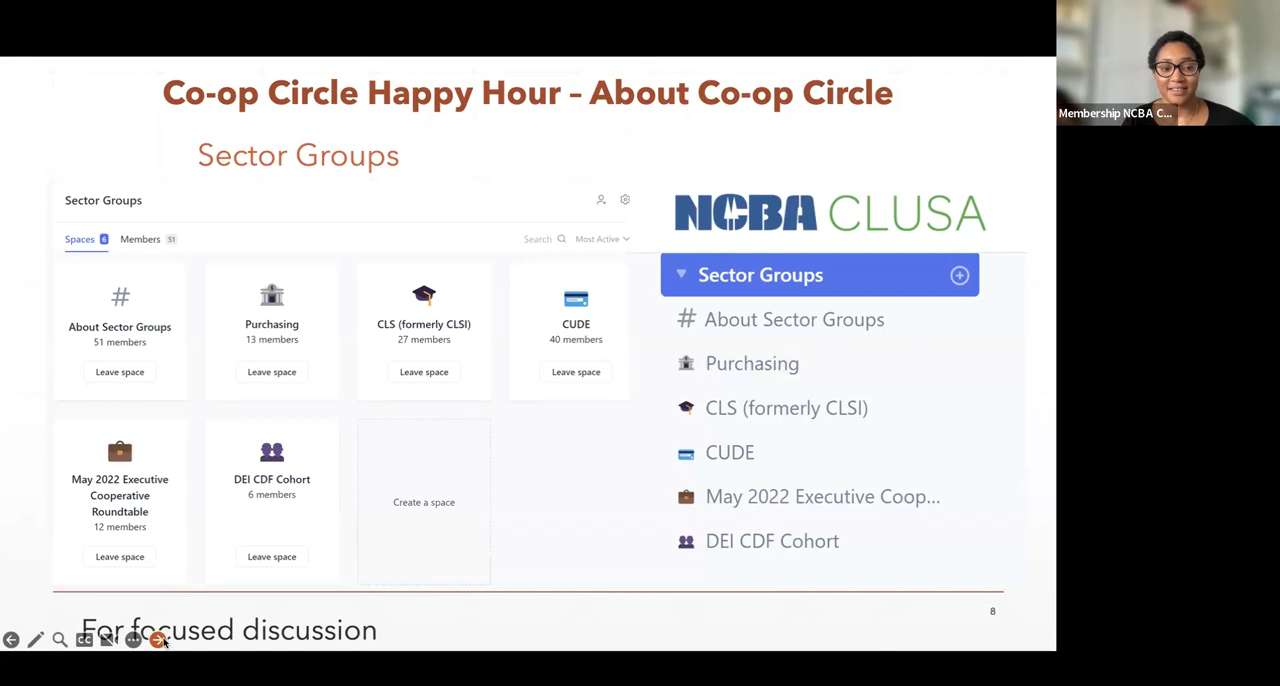 Co-op Circle Happy Hour – About Co-op Circle
Sector Groups
Sector Groups
Spaces 6 Members 51
Search Most Active
#
About Sector Groups
51 members
Leave space
Purchasing
13 members
Leave space
CLS (formerly CLSI)
27 members
Leave space
CUDE
40 members
Leave space
May 2022 Executive
Cooperative
Roundtable
12 members
Leave space
DEI CDF Cohort
6 members
Leave space
Create a space
NCBA CLUSA
Sector Groups
# About Sector Groups
Purchasing
CLS (formerly CLSI)
CUDE
May 2022 Executive Coop...
DEI CDF Cohort
8
For focused discussion
CC
Membership NCBA C...